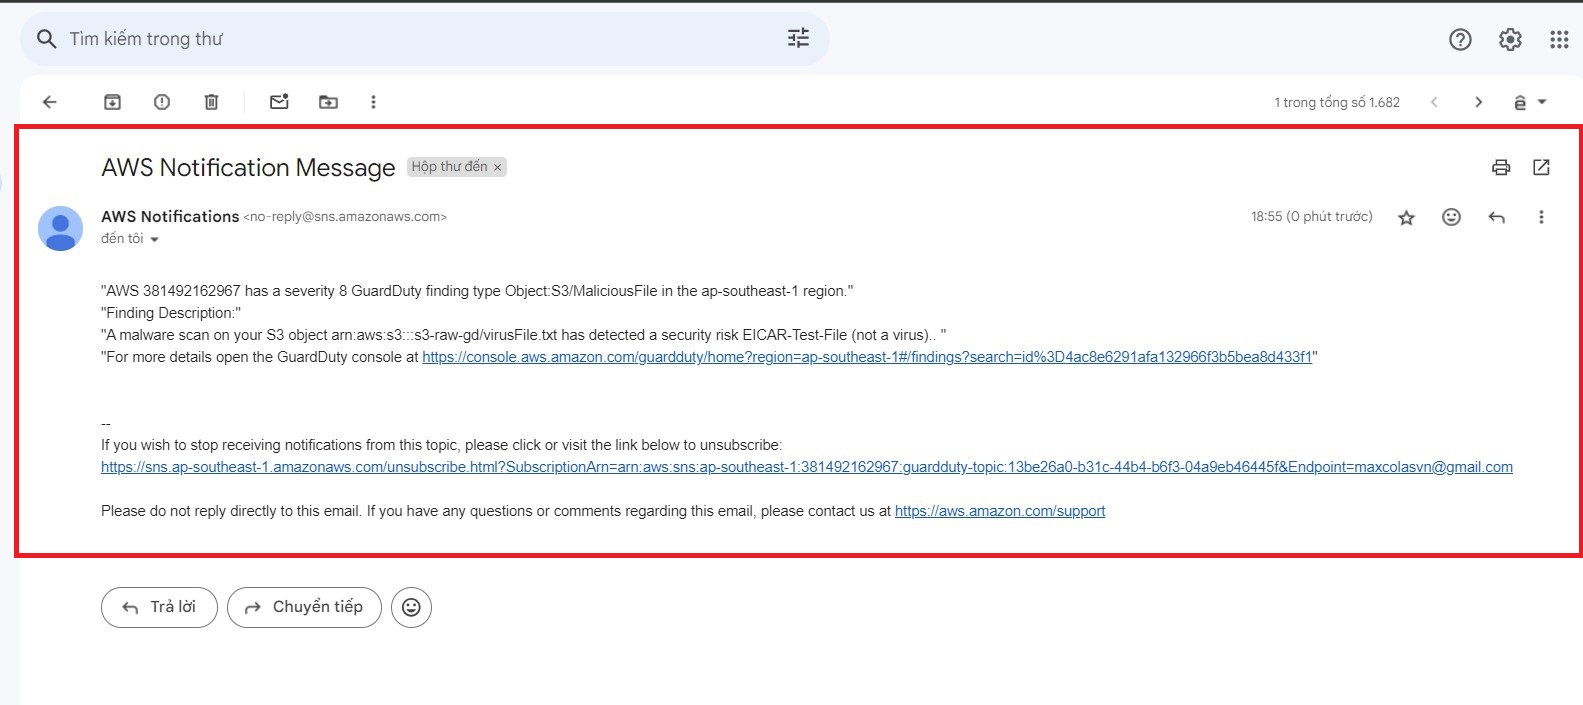 Tìm kiếm trong thư
1 trong tổng số 1.682
ê
AWS Notification Message Hộp thư đến ×
AWS Notifications <no-reply@sns.amazonaws.com>
18:55 (0 phút trước)
đến tôi
"AWS 381492162967 has a severity 8 GuardDuty finding type Object:S3/MaliciousFile in the ap-southeast-1 region."
"Finding Description:"
"A malware scan on your S3 object arn:aws:s3:::s3-raw-gd/virusFile.txt has detected a security risk EICAR-Test-File (not a virus).. "
"For more details open the GuardDuty console at https://console.aws.amazon.com/guardduty/home?region=ap-southeast-1#/findings?search=id%3D4ac8e6291afa132966f3b5bea8d433f1"
--
If you wish to stop receiving notifications from this topic, please click or visit the link below to unsubscribe:
https://sns.ap-southeast-1.amazonaws.com/unsubscribe.html?SubscriptionArn=arn:aws:sns:ap-southeast-1:381492162967:guardduty-topic:13be26a0-b31c-44b4-b6f3-04a9eb46445f&Endpoint=maxcolasvn@gmail.com
Please do not reply directly to this email. If you have any questions or comments regarding this email, please contact us at https://aws.amazon.com/support
Trả lời
Chuyển tiếp